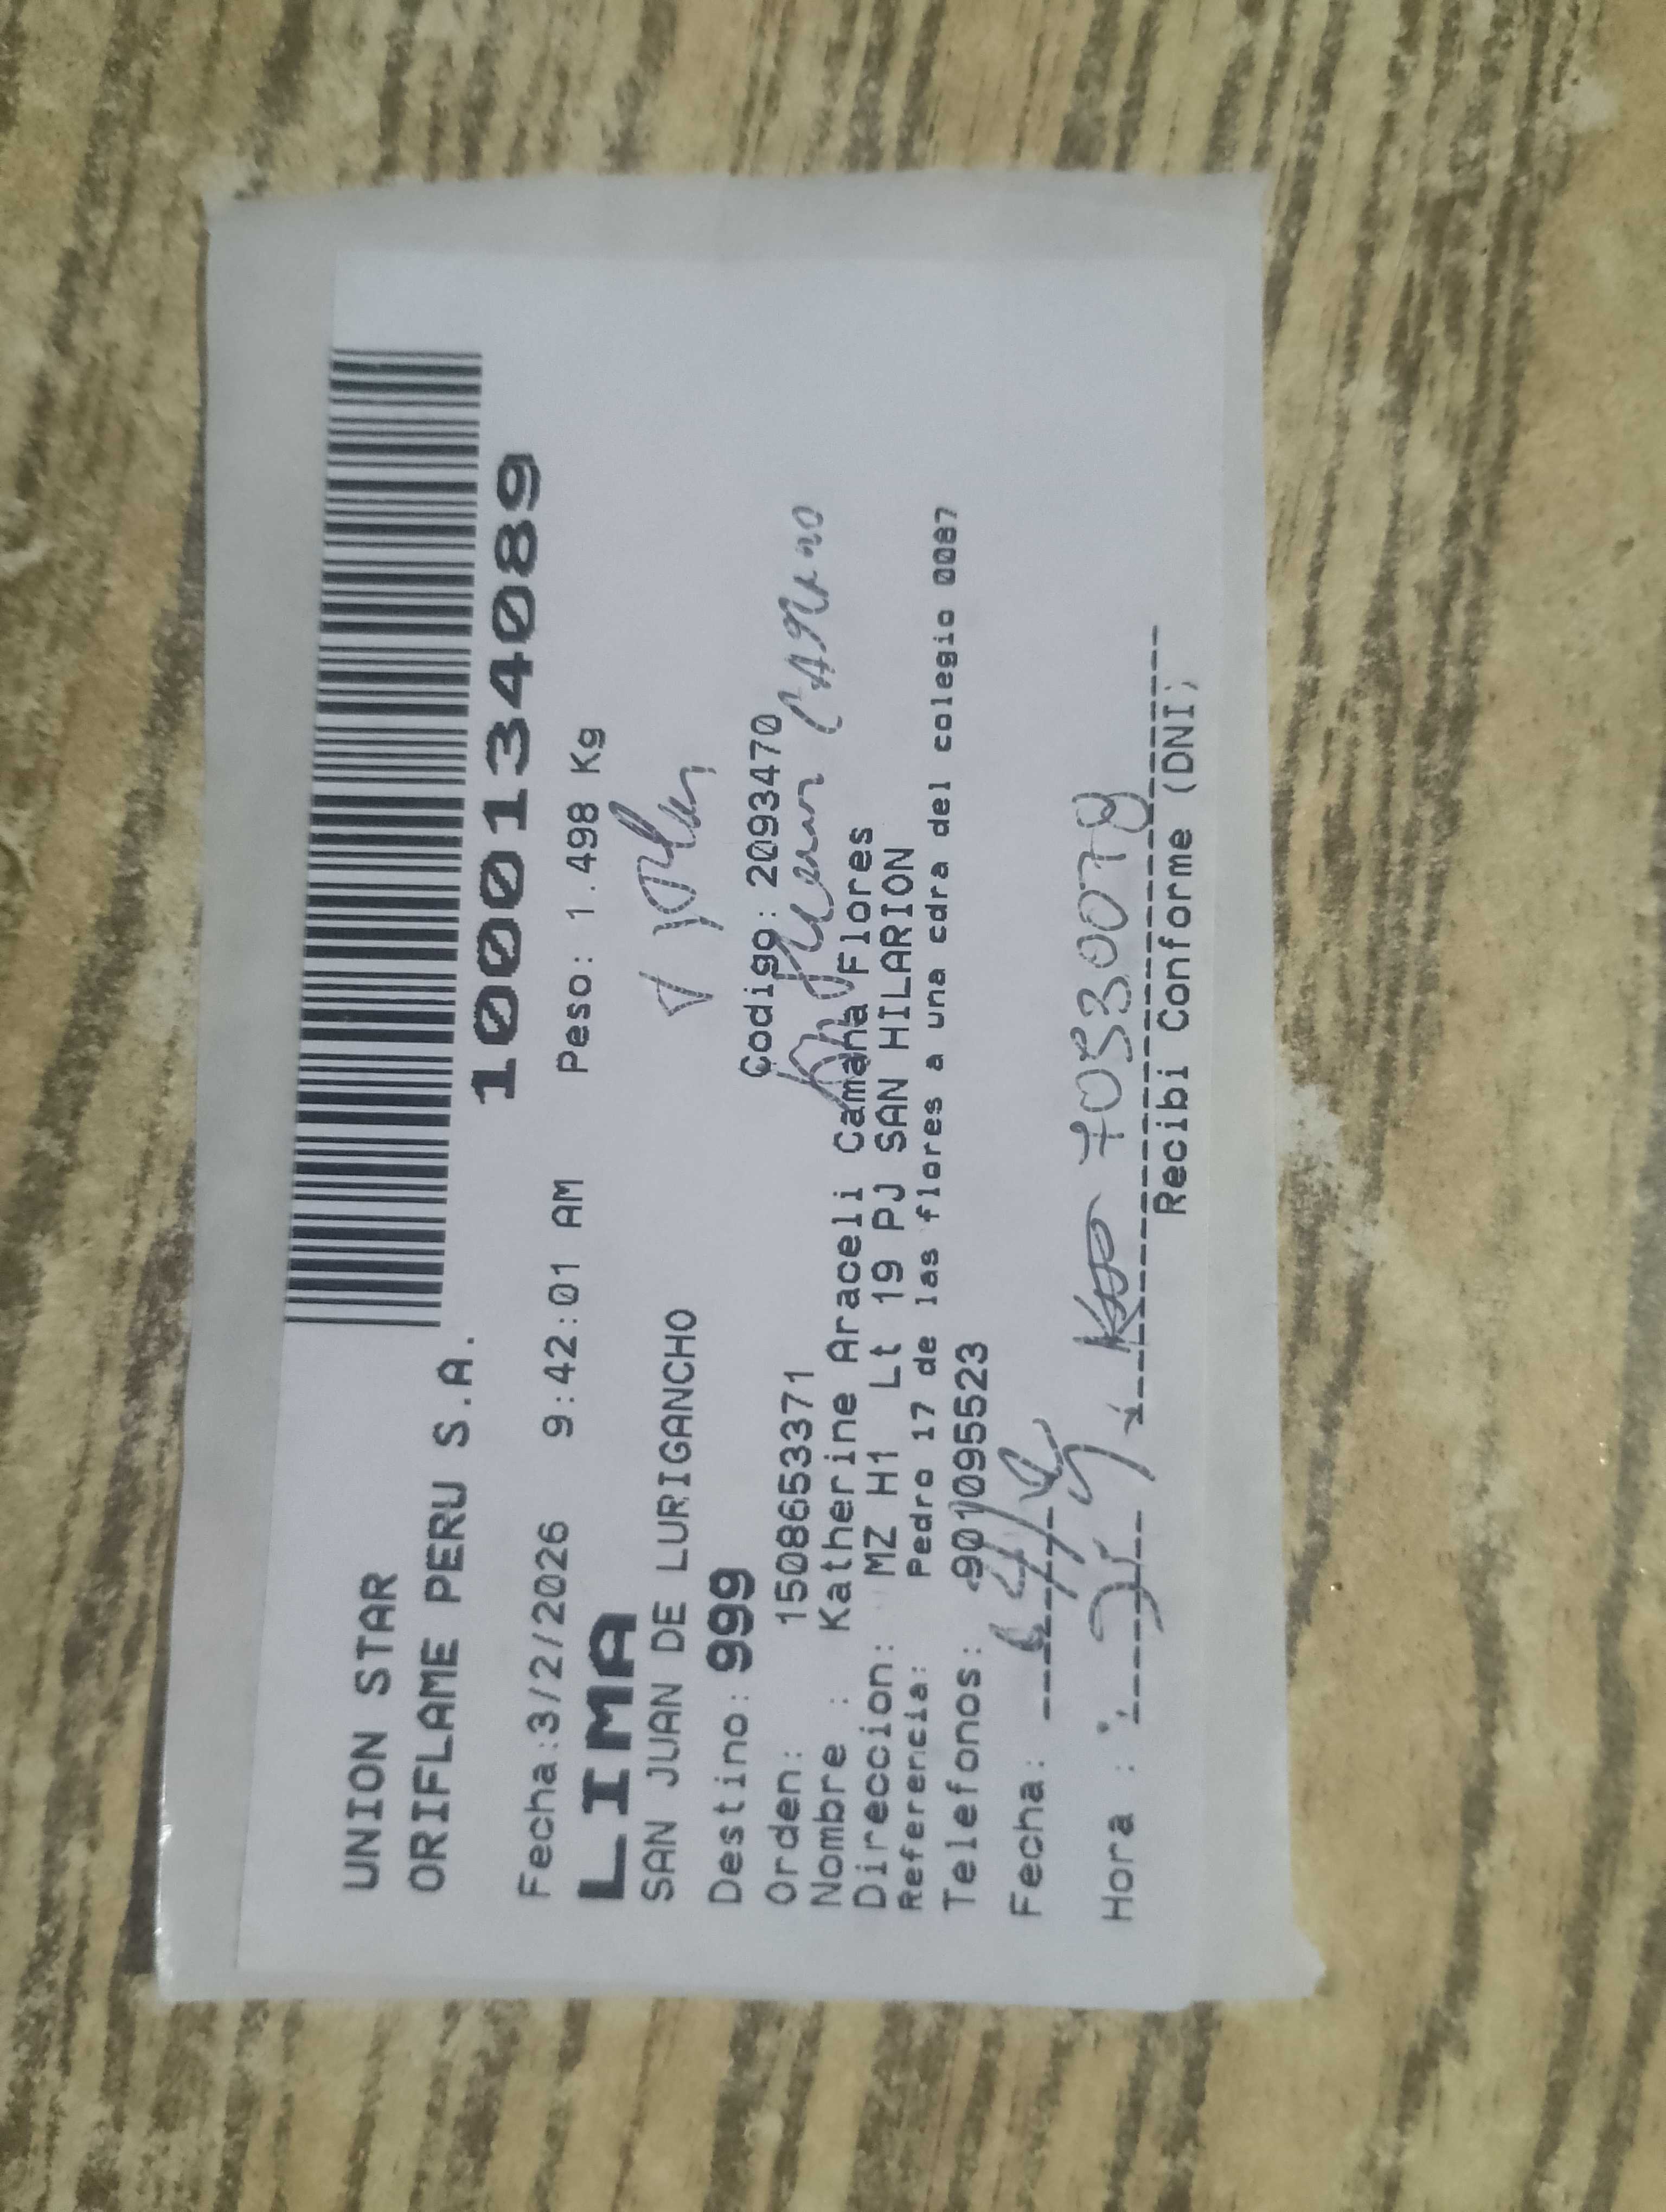 UNION STAR
ORIFLAME PERU S.A.
1000134089
Fecha:3/2/2026 9:42:01 AM Peso: 1.498 Kg
LIMA
SAN JUAN DE LURIGANCHO
Destino: 999
Codigo: 2093470
Orden: 1508653371
Nombre : Katherine Araceli Camana Flores
Direccion: MZ H1 Lt 19 PJ SAN HILARION
Referencia: Pedro 17 de las flores a una cdra del colegio 0087
Telefonos: 901095523
Fecha:
Hora : 70530078
Recibi Conforme (DNI)